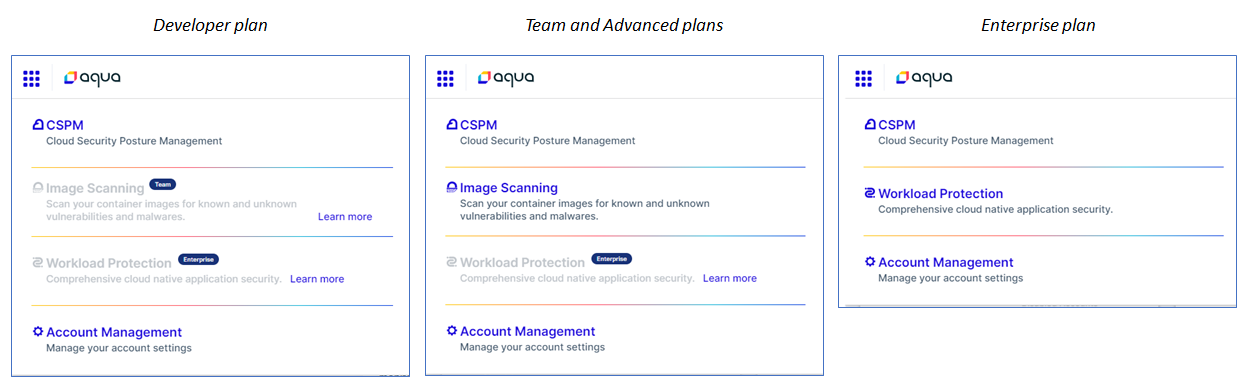 Developer plan
aqua
CSPM
Cloud Security Posture Management
Image Scanning Team
Scan your container images for known and unknown
vulnerabilities and malwares. Learn more
Workload Protection Enterprise
Comprehensive cloud native application security. Learn more
Account Management
Manage your account settings
Team and Advanced plans
aqua
CSPM
Cloud Security Posture Management
Image Scanning
Scan your container images for known and unknown
vulnerabilities and malwares.
Workload Protection Enterprise
Comprehensive cloud native application security. Learn more
Account Management
Manage your account settings
Enterprise plan
aqua
CSPM
Cloud Security Posture Management
Workload Protection
Comprehensive cloud native application security.
Account Management
Manage your account settings